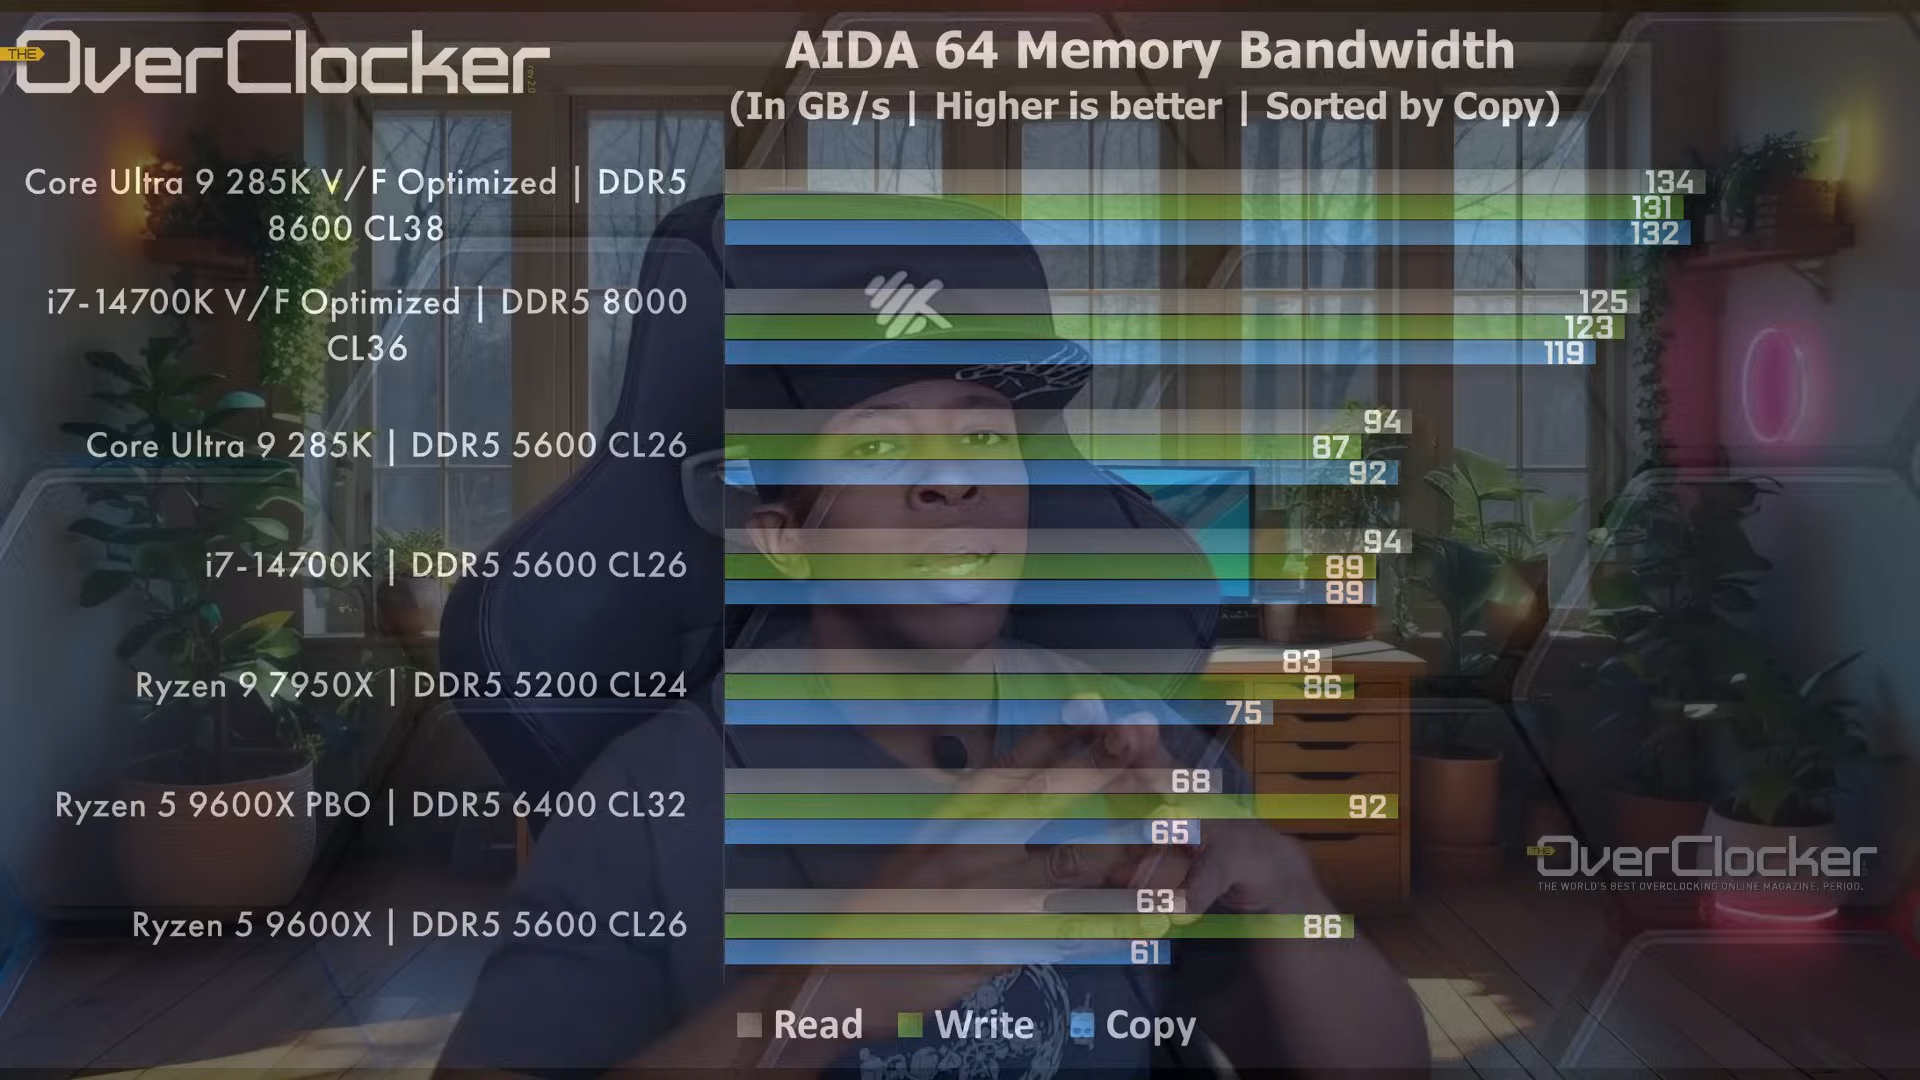 THE
OverClocker
rev 2.0
AIDA 64 Memory Bandwidth
(In GB/s | Higher is better | Sorted by Copy)
Core Ultra 9 285K V/F Optimized | DDR5
8600 CL38
134
131
132
i7-14700K V/F Optimized | DDR5 8000
CL36
125
123
119
Core Ultra 9 285K | DDR5 5600 CL26
94
87
92
i7-14700K | DDR5 5600 CL26
94
89
89
Ryzen 9 7950X | DDR5 5200 CL24
83
86
75
Ryzen 5 9600X PBO | DDR5 6400 CL32
68
92
65
Ryzen 5 9600X | DDR5 5600 CL26
63
86
61
Read Write Copy
THE
OverClocker
THE WORLD'S BEST OVERCLOCKING ONLINE MAGAZINE. PERIOD.